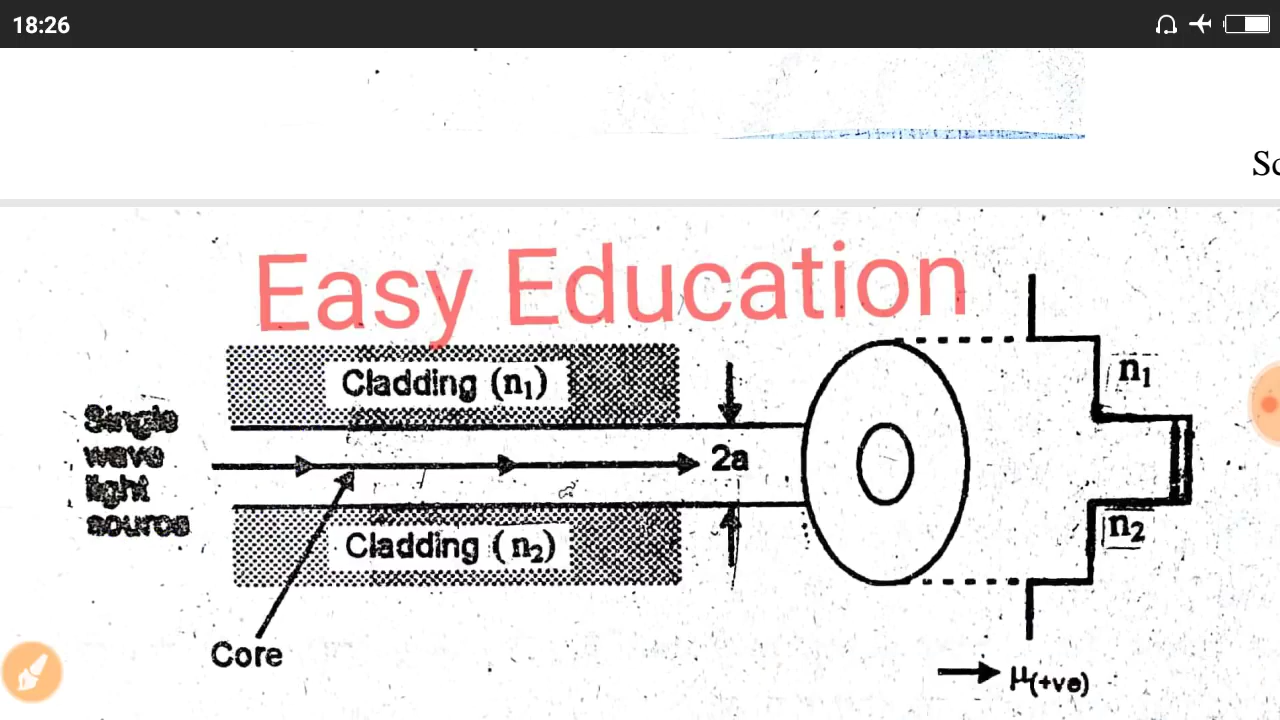 18:26
Sc
Easy Education
Cladding (n₁)
Single
wave
light
source
2a
Cladding (n₂)
Core
n₁
n₂
μ(+ve)